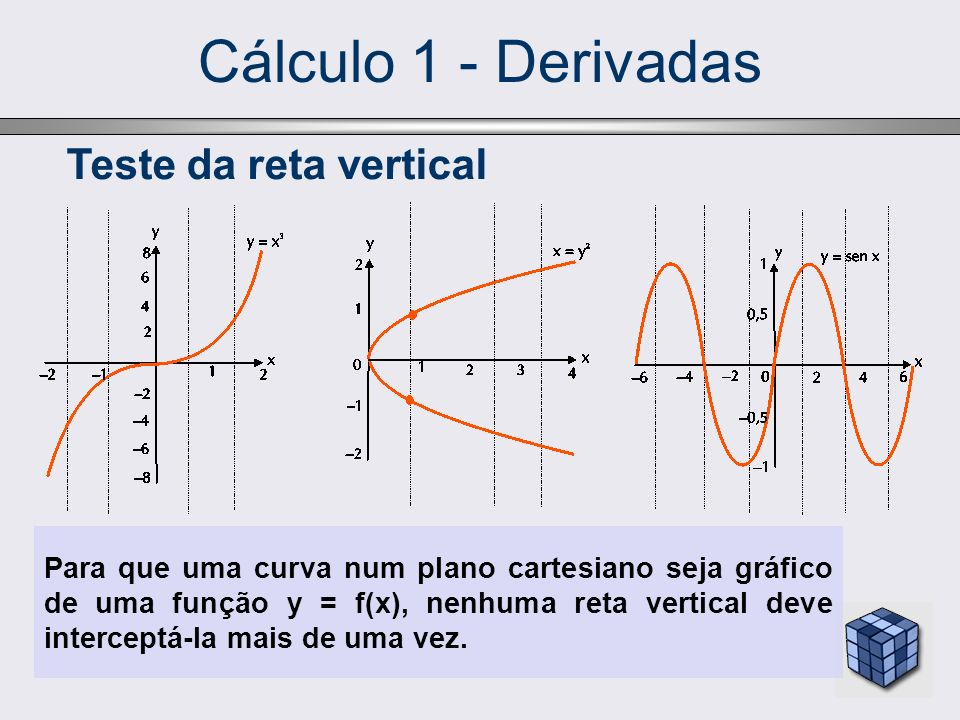 Cálculo 1 - Derivadas
Teste da reta vertical
y
8
6
4
2
–2
–1
1
2
x
–2
–4
–6
–8
y = x³
y
2
1
0
1
2
3
4
x
–1
–2
x = y²
y
1
0,5
–6
–4
–2
0
2
4
6
x
–0,5
–1
y = sen x
Para que uma curva num plano cartesiano seja gráfico
de uma função y = f(x), nenhuma reta vertical deve
interceptá-la mais de uma vez.